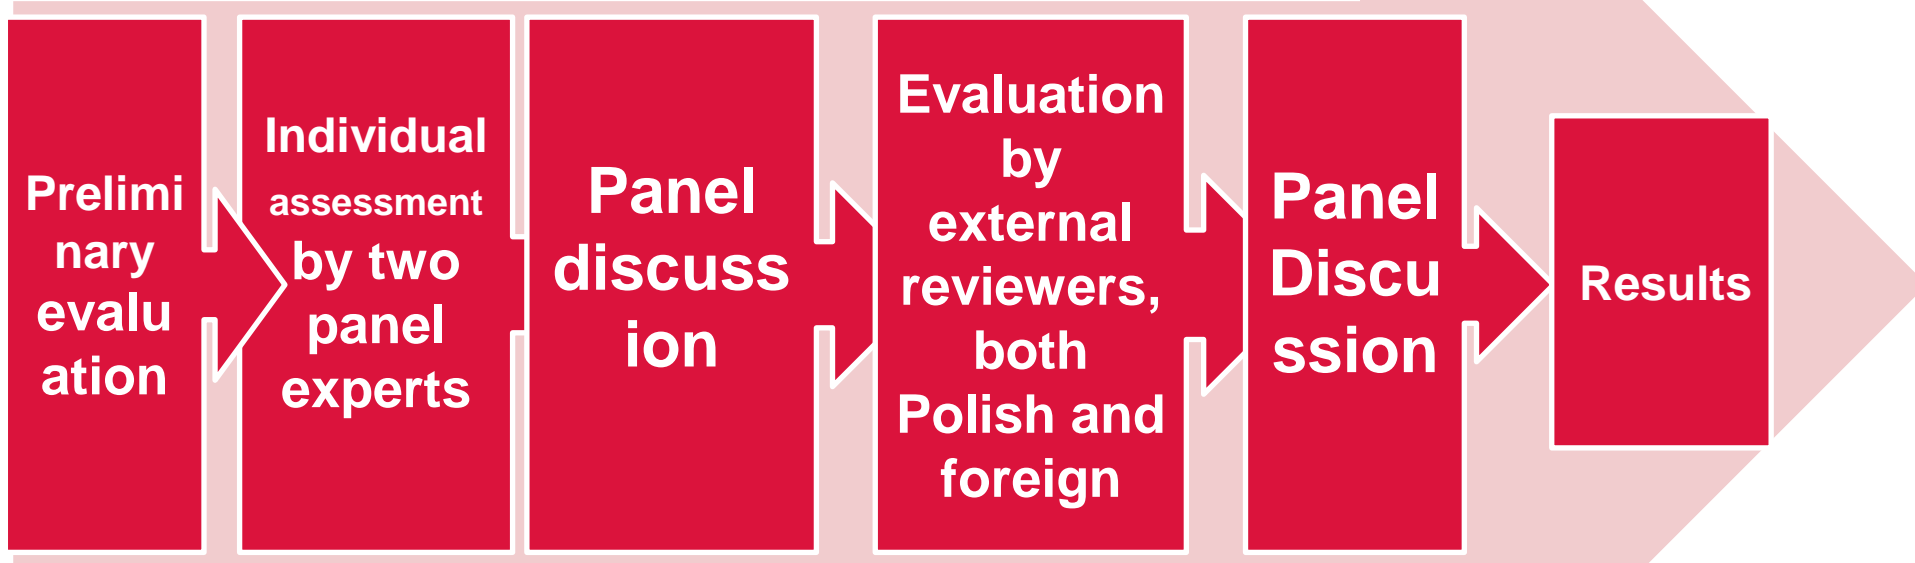 Prelimi
nary
evalu
ation
Individual
assessment
by two
panel
experts
Panel
discuss
ion
Evaluation
by
external
reviewers,
both
Polish and
foreign
Panel
Discu
ssion
Results